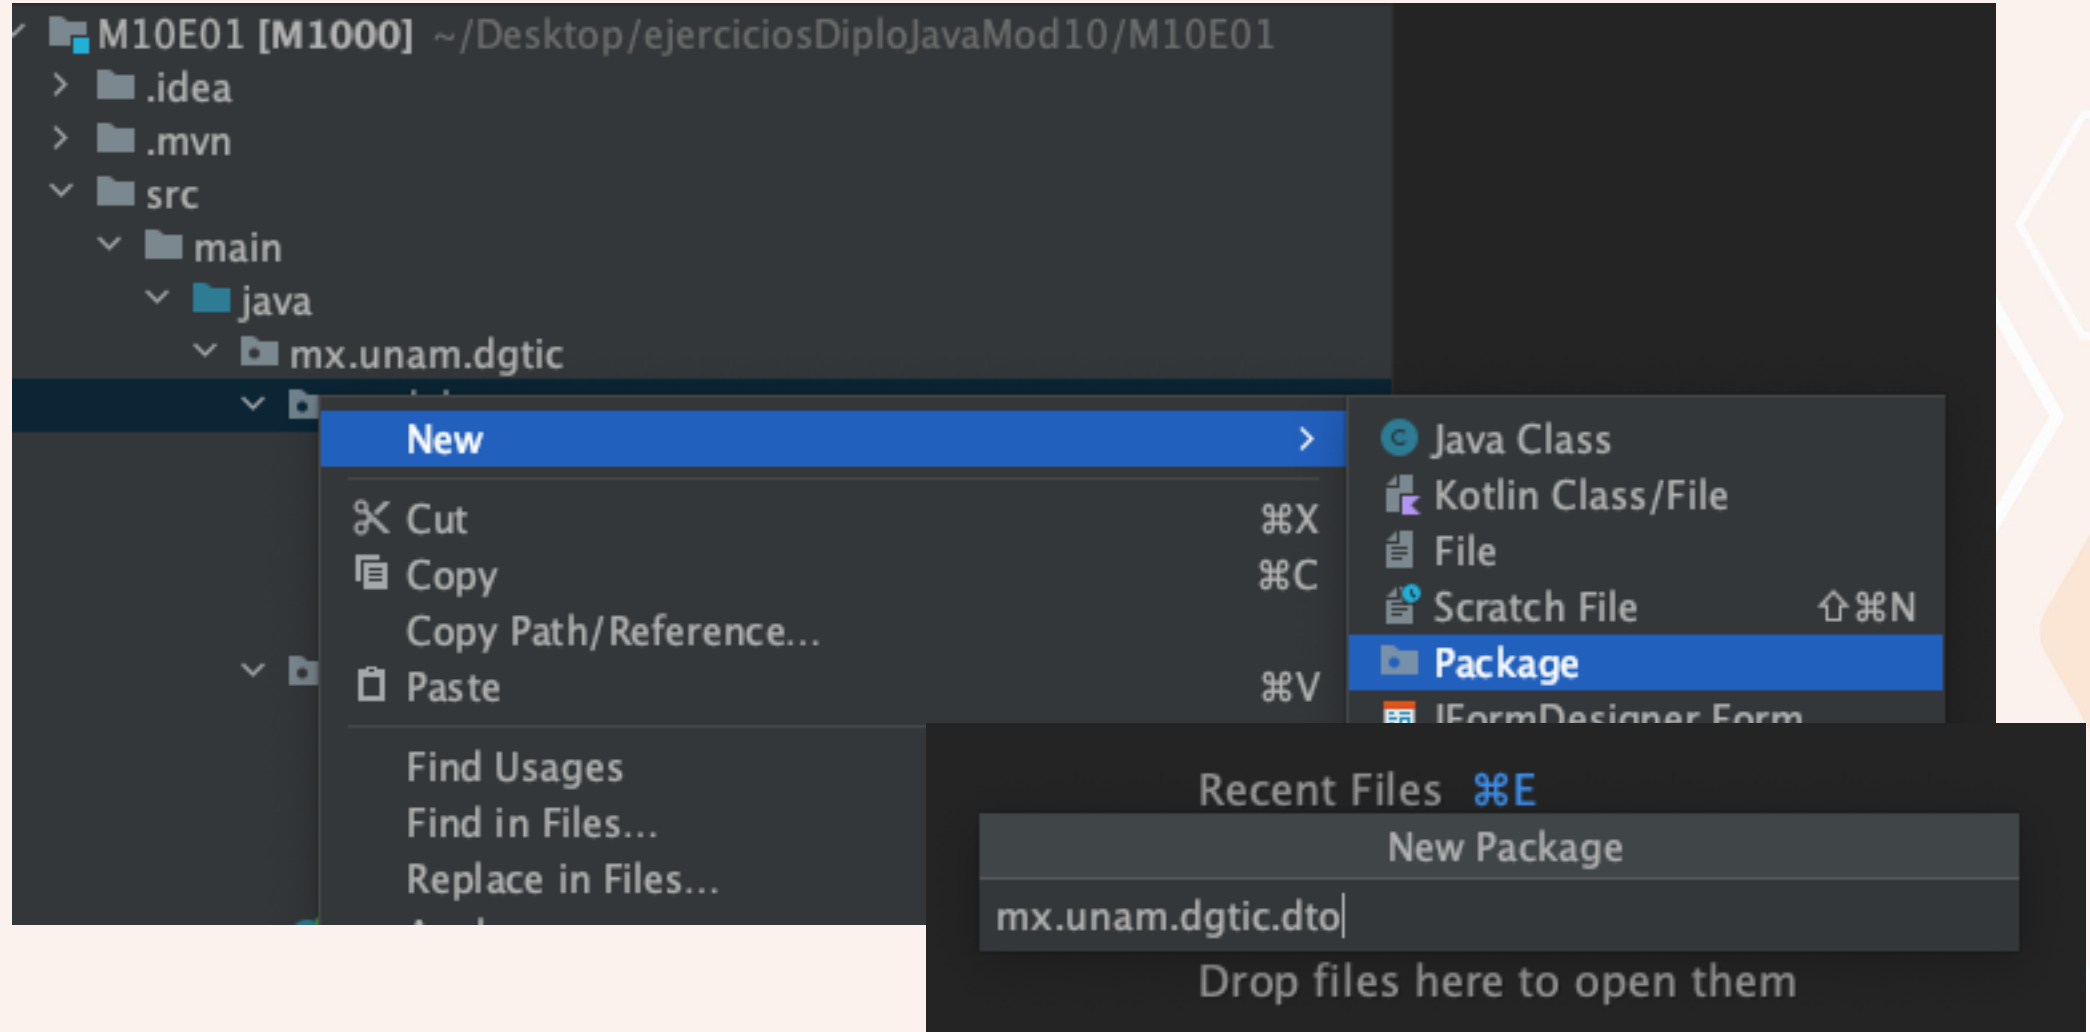 M10E01 [M1000] ~/Desktop/ejerciciosDiploJavaMod10/M10E01
.idea
.mvn
src
main
java
mx.unam.dgtic
New
Cut ⌘X
Copy ⌘C
Copy Path/Reference...
Paste ⌘V
Find Usages
Find in Files...
Replace in Files...
Java Class
Kotlin Class/File
File
Scratch File ⇧⌘N
Package
JFormDesigner Form
Recent Files ⌘E
New Package
mx.unam.dgtic.dto
Drop files here to open them